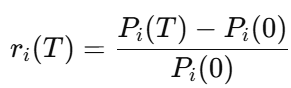 r_i(T) = \frac{P_i(T) - P_i(0)}{P_i(0)}